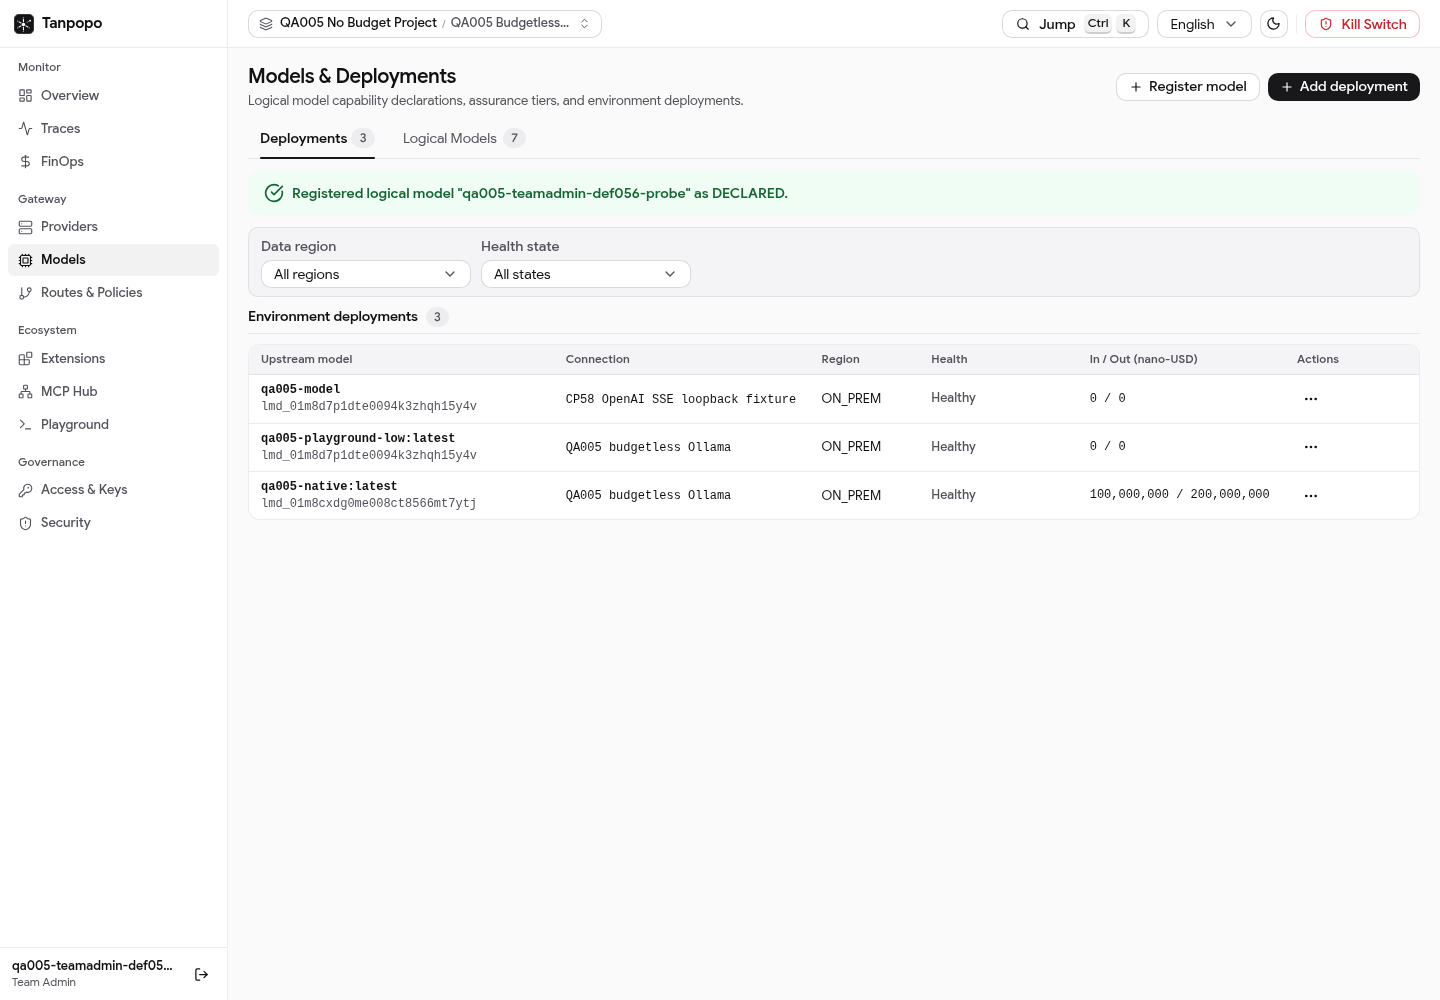 Tanpopo
QA005 No Budget Project / QA005 Budgetless...
Jump Ctrl K
English
Kill Switch
Monitor
Overview
Traces
FinOps
Gateway
Providers
Models
Routes & Policies
Ecosystem
Extensions
MCP Hub
Playground
Governance
Access & Keys
Security
qa005-teamadmin-def05...
Team Admin
Models & Deployments
Logical model capability declarations, assurance tiers, and environment deployments.
Register model
Add deployment
Deployments 3
Logical Models 7
Registered logical model "qa005-teamadmin-def056-probe" as DECLARED.
Data region
Health state
All regions
All states
Environment deployments 3
Upstream model Connection Region Health In / Out (nano-USD) Actions
qa005-model
lmd_01m8d7p1dte0094k3zhqh15y4v
CP58 OpenAI SSE loopback fixture ON_PREM Healthy 0 / 0
qa005-playground-low:latest
lmd_01m8d7p1dte0094k3zhqh15y4v
QA005 budgetless Ollama ON_PREM Healthy 0 / 0
qa005-native:latest
lmd_01m8cxdg0me008ct8566mt7ytj
QA005 budgetless Ollama ON_PREM Healthy 100,000,000 / 200,000,000